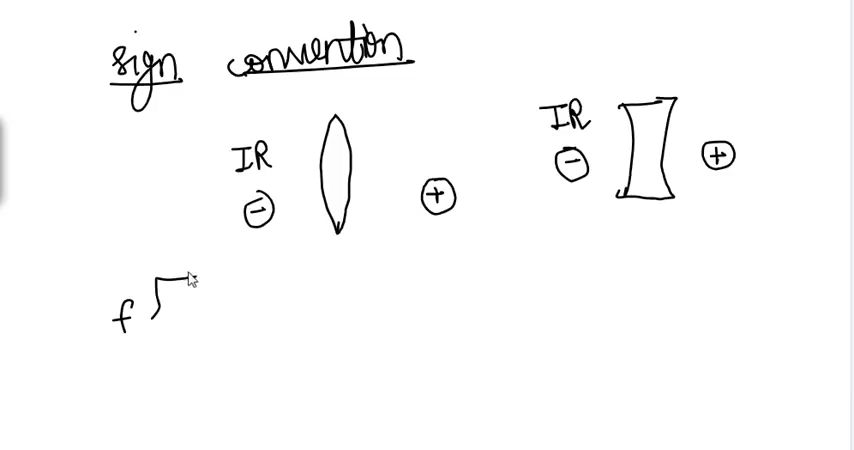 sign convention
IR IR
⊖ ⊕ ⊖ ⊕
f